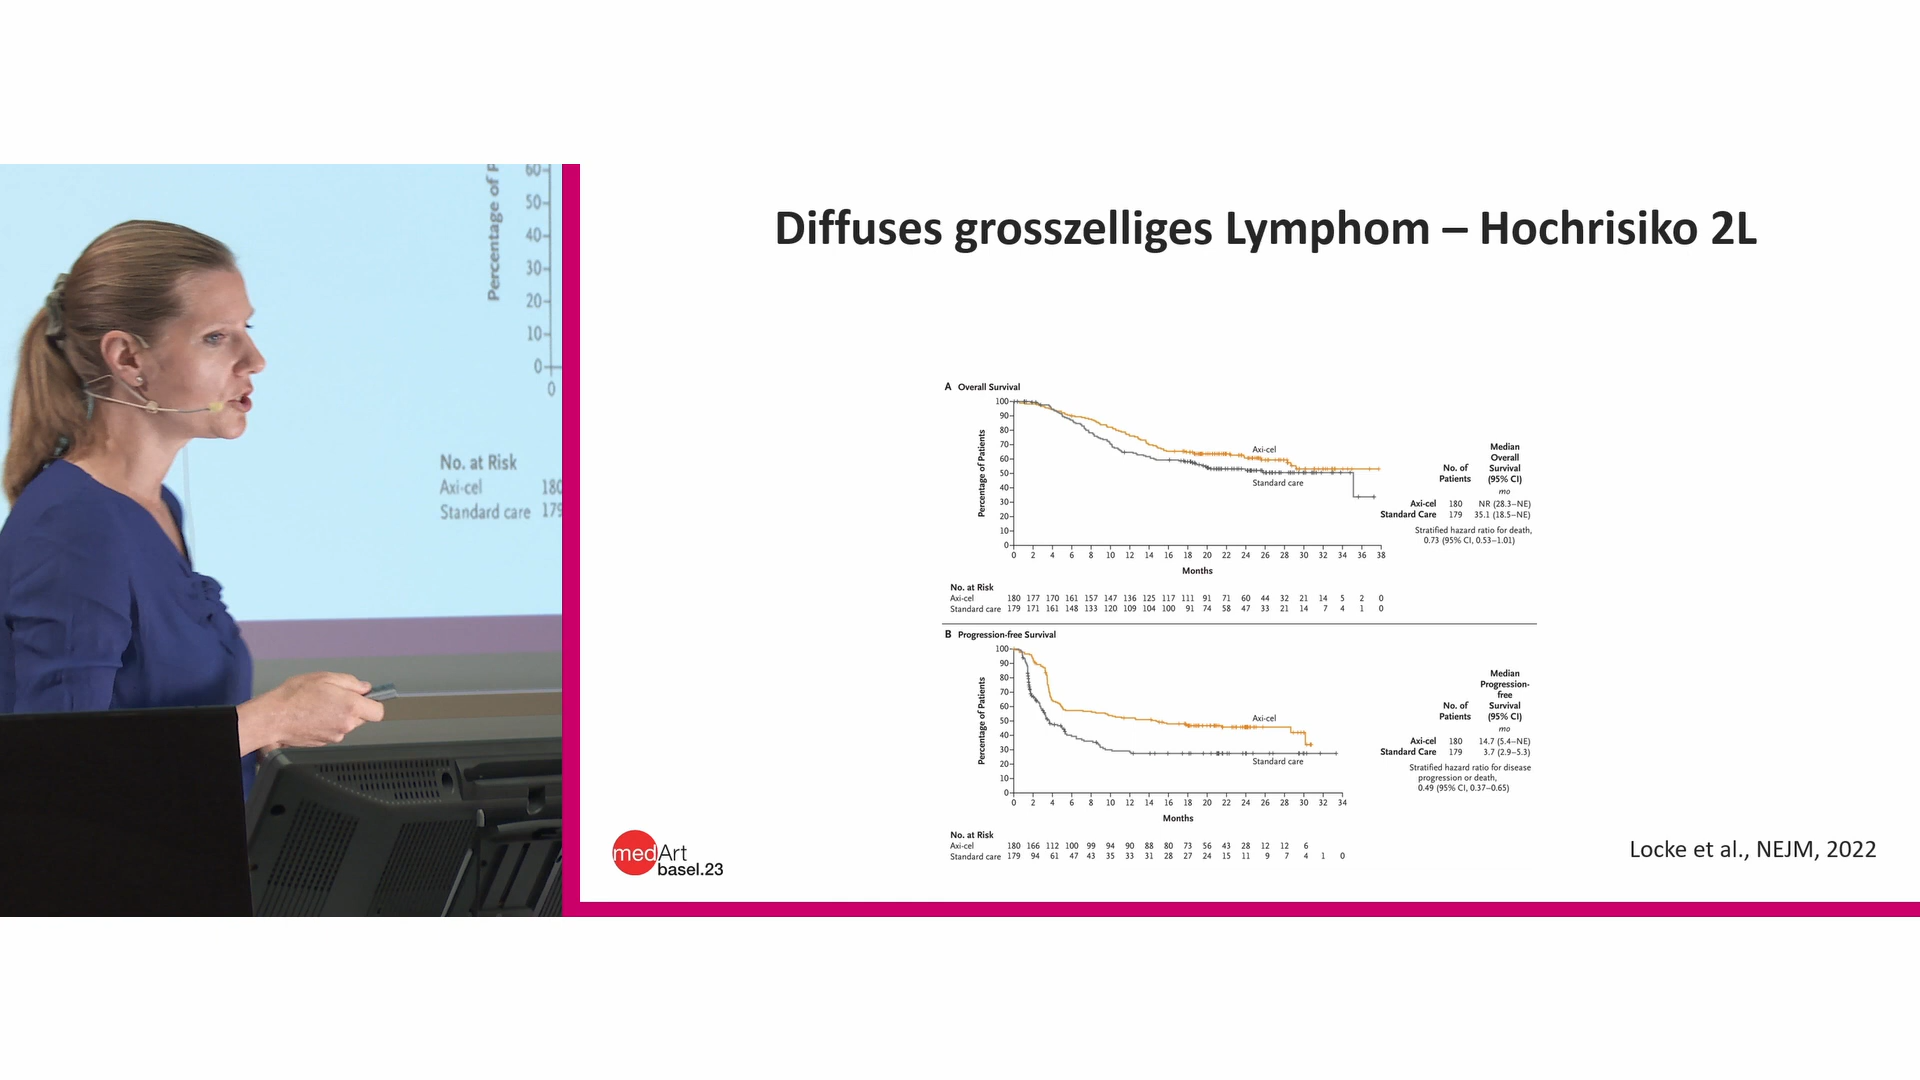 Percentage of P
60
50
40
30
20
10
0
0
No. at Risk
Axi-cel 180
Standard care 179
Diffuses grosszelliges Lymphom – Hochrisiko 2L
A Overall Survival
Percentage of Patients
100
90
80
70
60
50
40
30
20
10
0
Axi-cel
Standard care
0 2 4 6 8 10 12 14 16 18 20 22 24 26 28 30 32 34 36 38
Months
No. of Patients
Median Overall Survival (95% CI)
mo
Axi-cel 180 NR (28.3–NE)
Standard Care 179 35.1 (18.5–NE)
Stratified hazard ratio for death,
0.73 (95% CI, 0.53–1.01)
No. at Risk
Axi-cel 180 177 170 161 157 147 136 125 117 111 91 71 60 44 32 21 14 5 2 0
Standard care 179 171 161 148 133 120 109 104 100 91 74 58 47 33 21 14 7 4 1 0
B Progression-free Survival
Percentage of Patients
100
90
80
70
60
50
40
30
20
10
0
Axi-cel
Standard care
0 2 4 6 8 10 12 14 16 18 20 22 24 26 28 30 32 34
Months
No. of Patients
Median Progression-free Survival (95% CI)
mo
Axi-cel 180 14.7 (5.4–NE)
Standard Care 179 3.7 (2.9–5.3)
Stratified hazard ratio for disease
progression or death,
0.49 (95% CI, 0.37–0.65)
No. at Risk
Axi-cel 180 166 112 100 99 94 90 88 80 73 56 43 28 12 12 6
Standard care 179 94 61 47 43 35 33 31 28 27 24 15 11 9 7 4 1 0
medArt
basel.23
Locke et al., NEJM, 2022